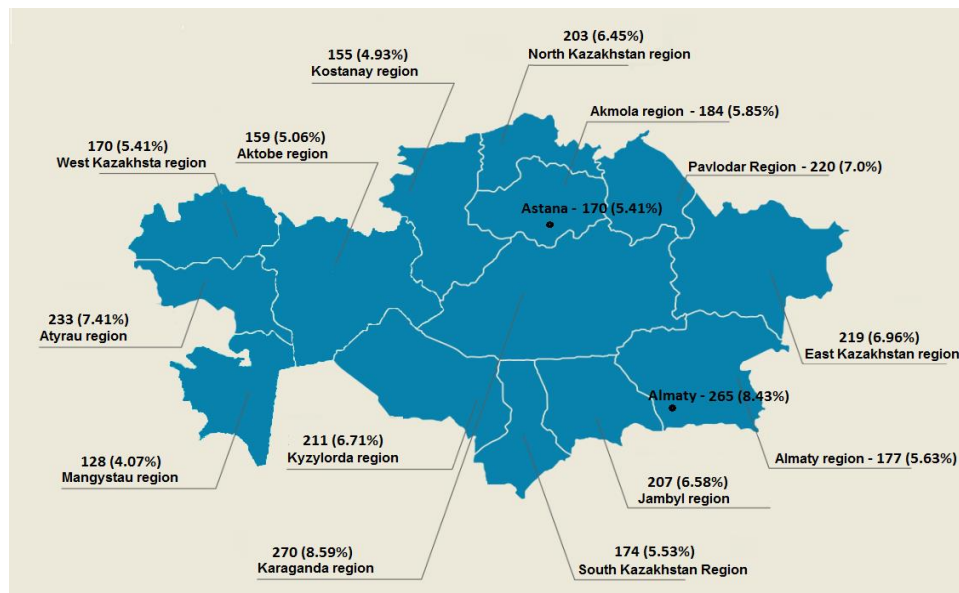 203 (6.45%)
North Kazakhstan region
155 (4.93%)
Kostanay region
Akmola region - 184 (5.85%)
159 (5.06%)
Aktobe region
170 (5.41%)
West Kazakhsta region
Pavlodar Region - 220 (7.0%)
Astana - 170 (5.41%)
233 (7.41%)
Atyrau region
219 (6.96%)
East Kazakhstan region
Almaty - 265 (8.43%)
211 (6.71%)
Kyzylorda region
128 (4.07%)
Mangystau region
Almaty region - 177 (5.63%)
207 (6.58%)
Jambyl region
270 (8.59%)
Karaganda region
174 (5.53%)
South Kazakhstan Region